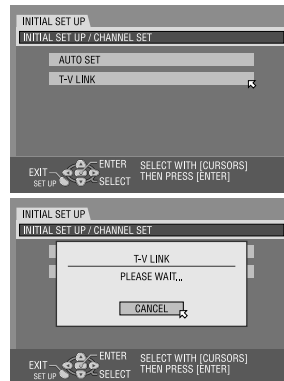 INITIAL SET UP
INITIAL SET UP / CHANNEL SET
AUTO SET
T-V LINK
EXIT
SET UP
ENTER
SELECT
SELECT WITH [CURSORS]
THEN PRESS [ENTER]
INITIAL SET UP
INITIAL SET UP / CHANNEL SET
T-V LINK
PLEASE WAIT...
CANCEL
EXIT
SET UP
ENTER
SELECT
SELECT WITH [CURSORS]
THEN PRESS [ENTER]